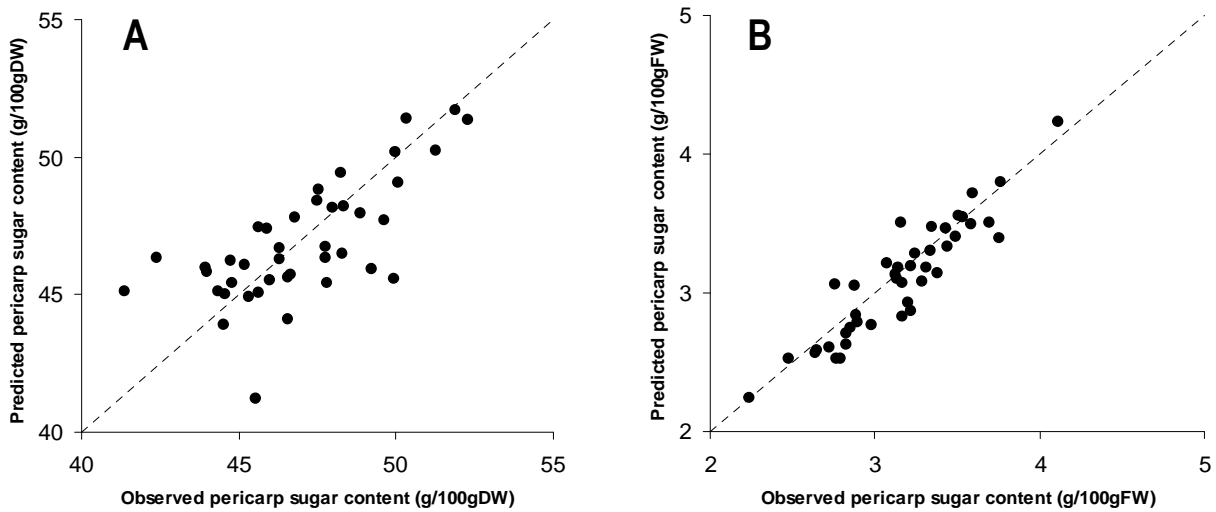 A
Predicted pericarp sugar content (g/100gDW)
55
50
45
40
40 45 50 55
Observed pericarp sugar content (g/100gDW)
B
Predicted pericarp sugar content (g/100gFW)
5
4
3
2
2 3 4 5
Observed pericarp sugar content (g/100gFW)